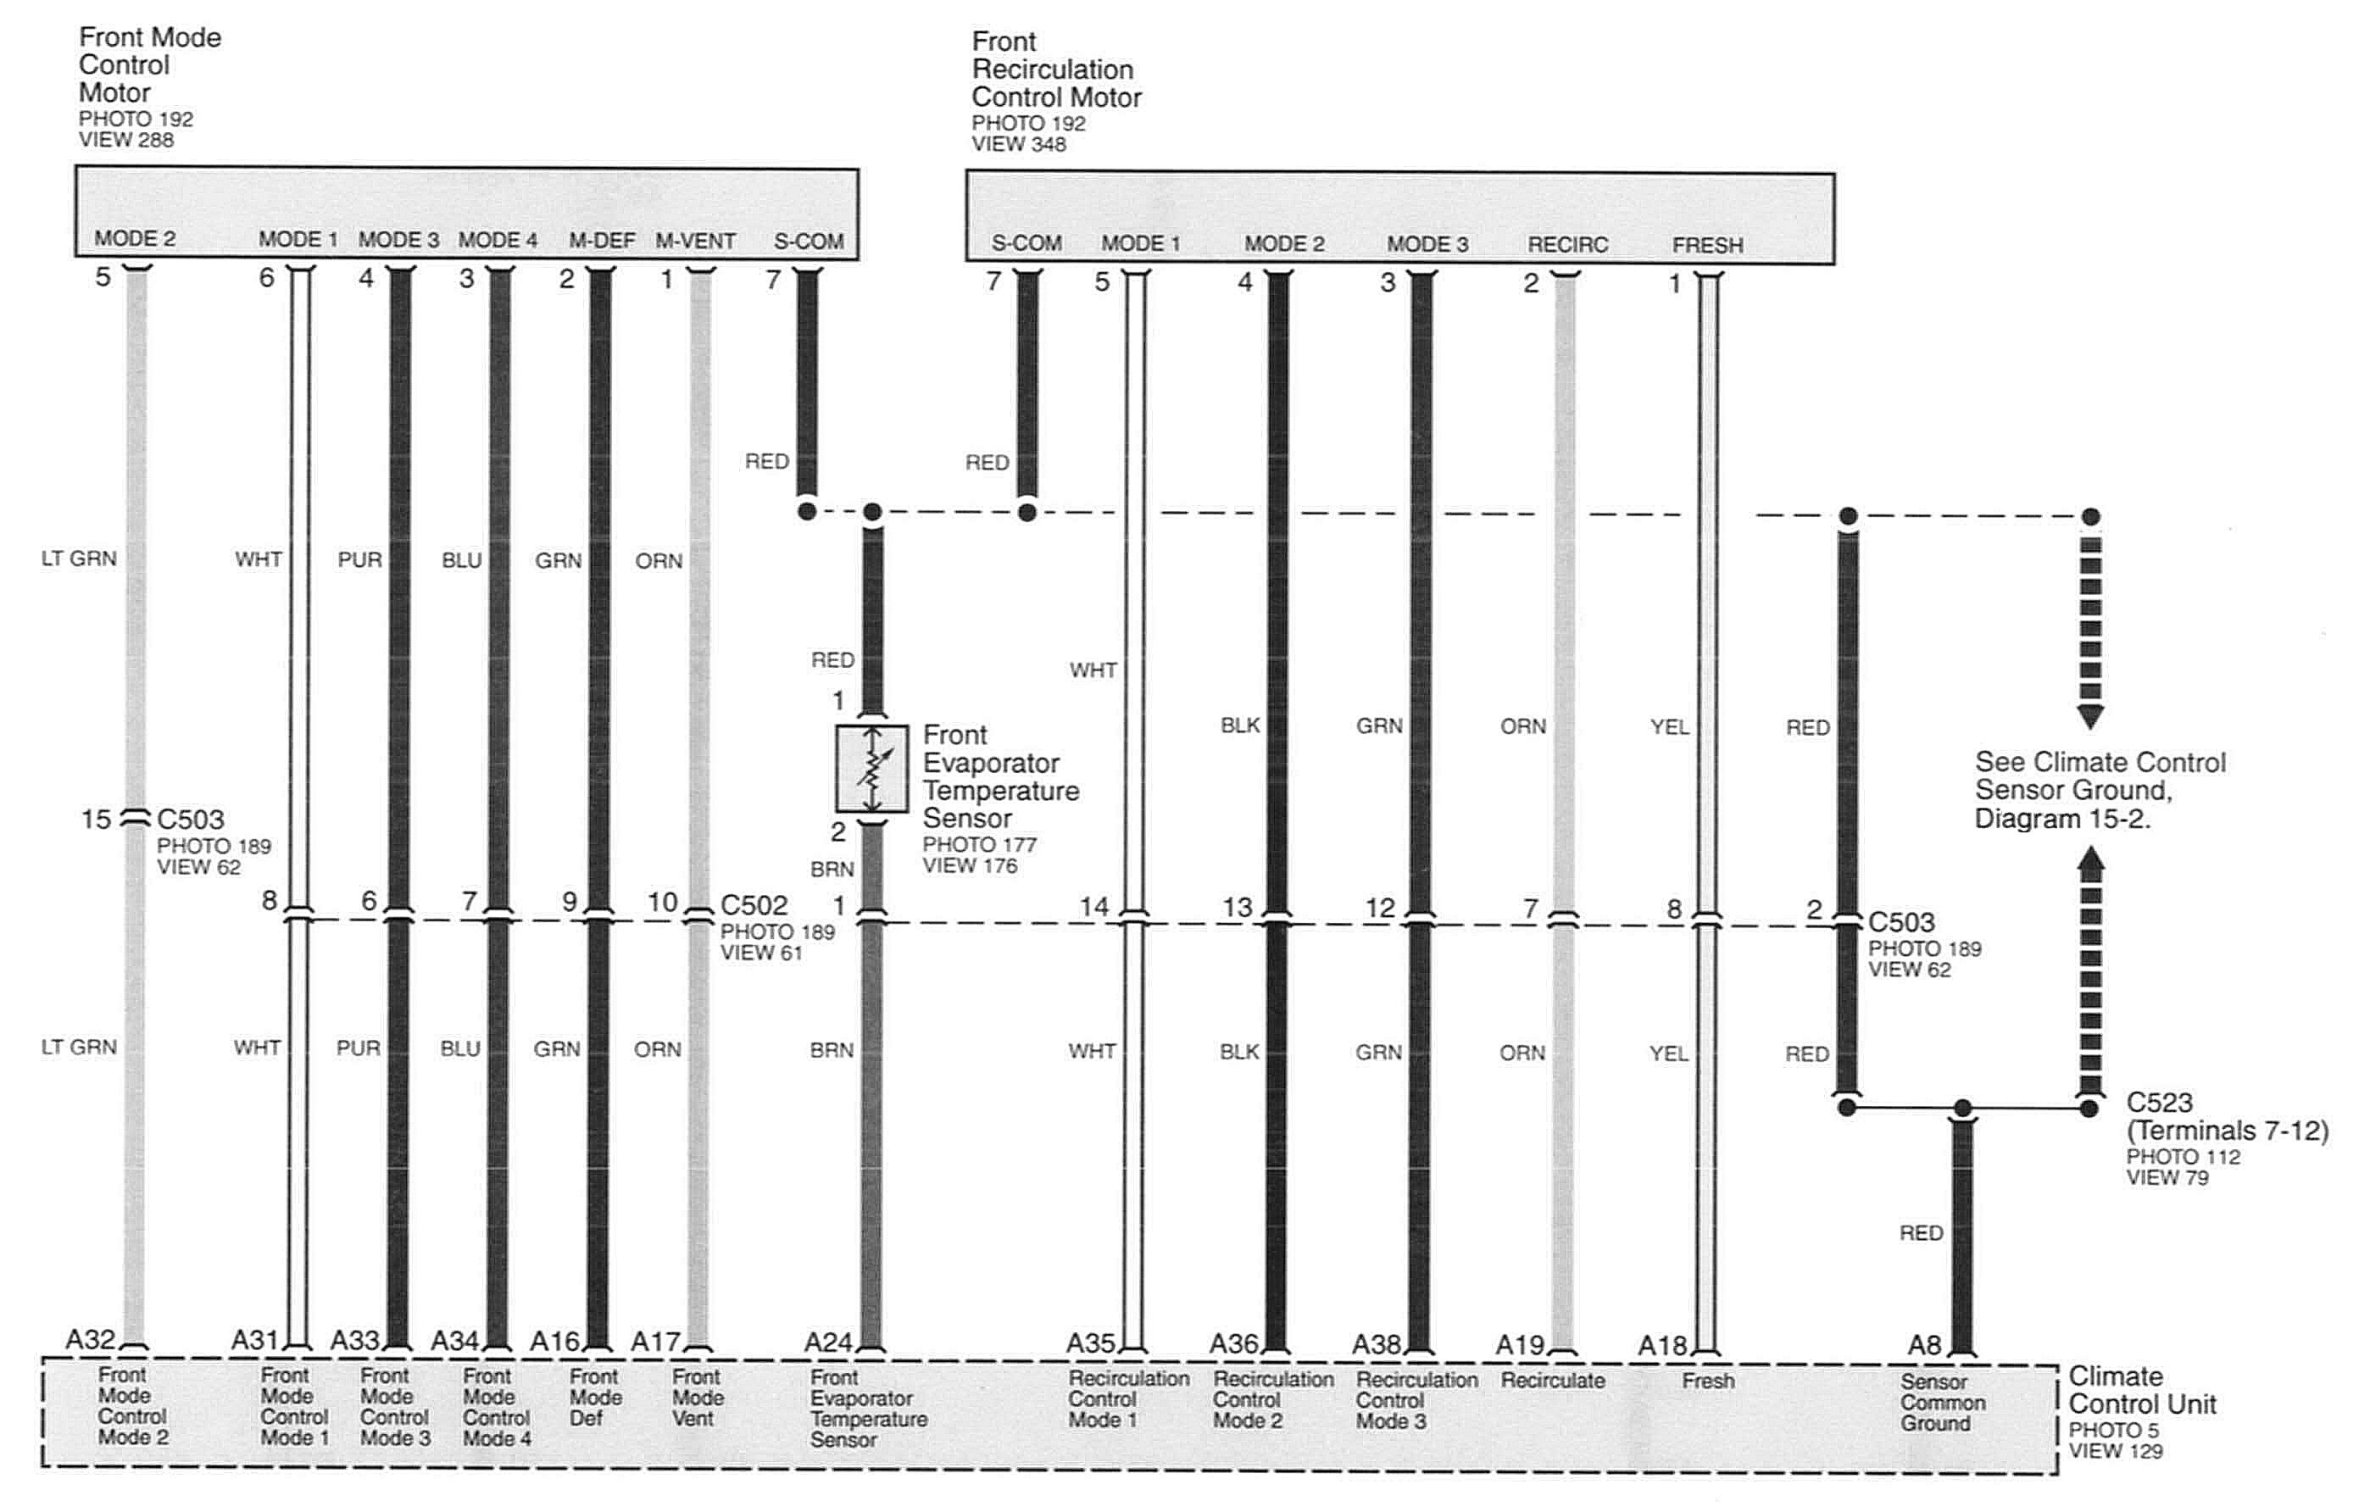 Front Mode
Control
Motor
PHOTO 192
VIEW 288
Front
Recirculation
Control Motor
PHOTO 192
VIEW 348
MODE 2 MODE 1 MODE 3 MODE 4 M-DEF M-VENT S-COM
S-COM MODE 1 MODE 2 MODE 3 RECIRC FRESH
5 6 4 3 2 1 7
7 5 4 3 2 1
RED RED
LT GRN WHT PUR BLU GRN ORN
RED
WHT
1
BLK GRN ORN YEL RED
Front
Evaporator
Temperature
Sensor
PHOTO 177
VIEW 176
See Climate Control
Sensor Ground,
Diagram 15-2.
15 C503
PHOTO 189
VIEW 62
2
BRN
8 6 7 9 10 C502
PHOTO 189
VIEW 61
1 14 13 12 7 8 2 C503
PHOTO 189
VIEW 62
LT GRN WHT PUR BLU GRN ORN BRN WHT BLK GRN ORN YEL RED
C523
(Terminals 7-12)
PHOTO 112
VIEW 79
RED
A32 A31 A33 A34 A16 A17 A24 A35 A36 A38 A19 A18 A8
Front
Mode
Control
Mode 2
Front
Mode
Control
Mode 1
Front
Mode
Control
Mode 3
Front
Mode
Control
Mode 4
Front
Mode
Def
Front
Mode
Vent
Front
Evaporator
Temperature
Sensor
Recirculation
Control
Mode 1
Recirculation
Control
Mode 2
Recirculation
Control
Mode 3
Recirculate
Fresh
Sensor
Common
Ground
Climate
Control Unit
PHOTO 5
VIEW 129